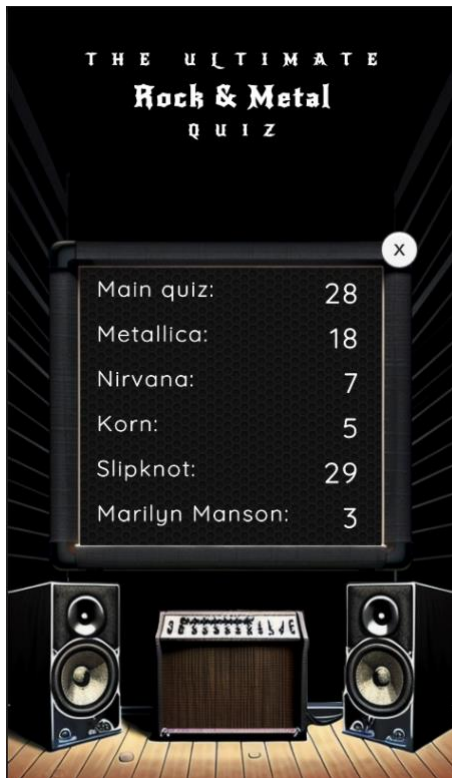 THE ULTIMATE
Rock & Metal
QUIZ
X
Main quiz: 28
Metallica: 18
Nirvana: 7
Korn: 5
Slipknot: 29
Marilyn Manson: 3